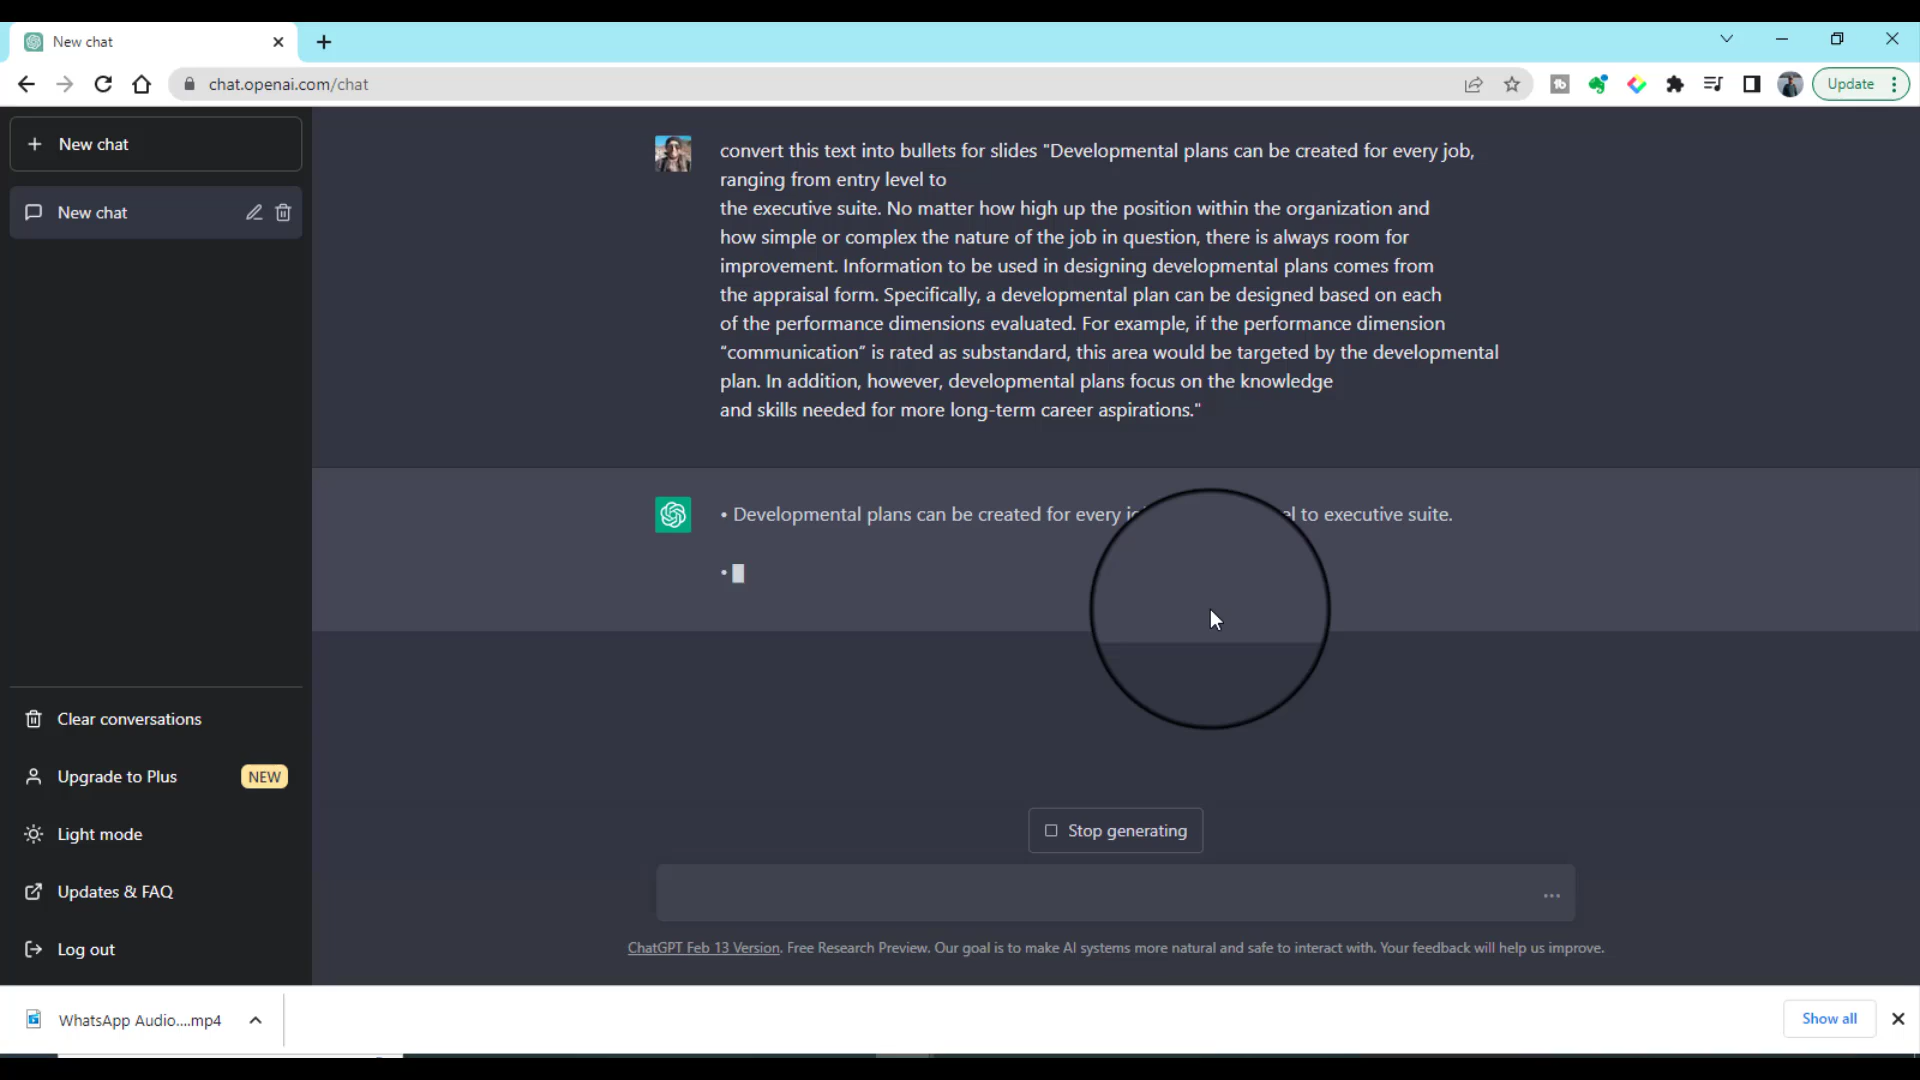 New chat
chat.openai.com/chat
Update
New chat
New chat
convert this text into bullets for slides "Developmental plans can be created for every job,
ranging from entry level to
the executive suite. No matter how high up the position within the organization and
how simple or complex the nature of the job in question, there is always room for
improvement. Information to be used in designing developmental plans comes from
the appraisal form. Specifically, a developmental plan can be designed based on each
of the performance dimensions evaluated. For example, if the performance dimension
“communication” is rated as substandard, this area would be targeted by the developmental
plan. In addition, however, developmental plans focus on the knowledge
and skills needed for more long-term career aspirations."
• Developmental plans can be created for every to executive suite.
•
Clear conversations
Upgrade to Plus NEW
Light mode
Updates & FAQ
Log out
Stop generating
ChatGPT Feb 13 Version. Free Research Preview. Our goal is to make AI systems more natural and safe to interact with. Your feedback will help us improve.
WhatsApp Audio....mp4
Show all